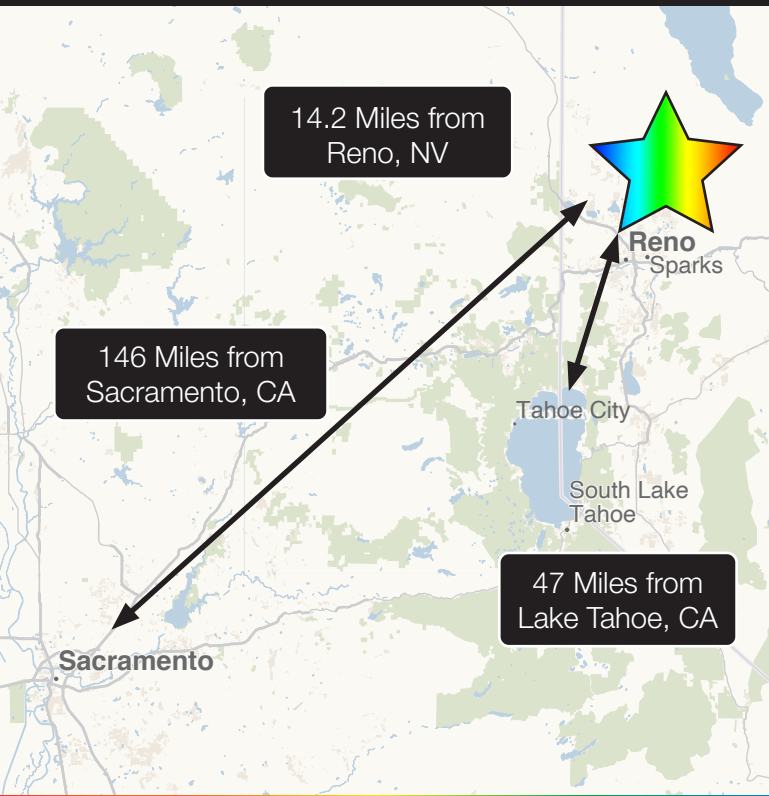 14.2 Miles from
Reno, NV
Reno
Sparks
146 Miles from
Sacramento, CA
Tahoe City
South Lake
Tahoe
47 Miles from
Lake Tahoe, CA
Sacramento